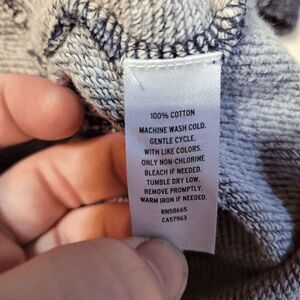 100% COTTON
MACHINE WASH COLD.
GENTLE CYCLE.
WITH LIKE COLORS.
ONLY NON-CHLORINE
BLEACH IF NEEDED.
TUMBLE DRY LOW.
REMOVE PROMPTLY.
WARM IRON IF NEEDED.
RN58665
CA57963